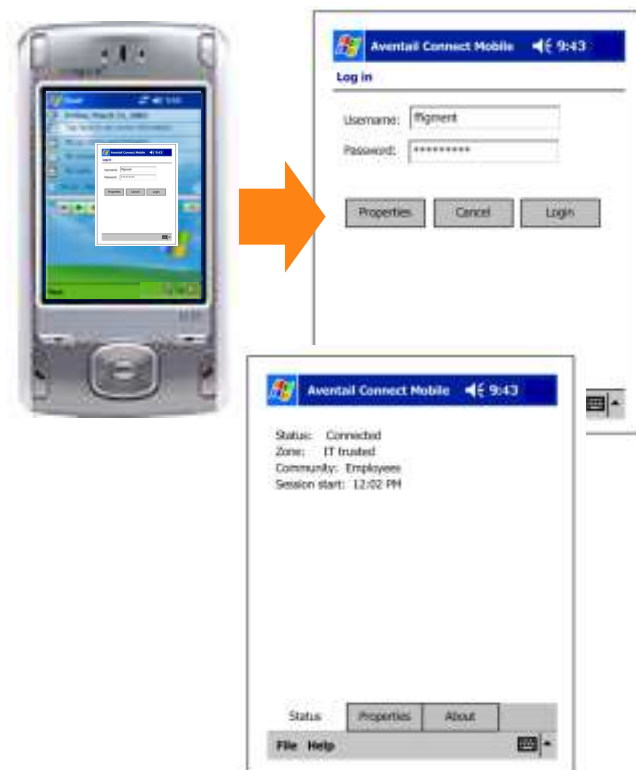 Aventail Connect Mobile 9:43
Log in
Username: ffigment
Password: *********
Properties Cancel Login
Aventail Connect Mobile 9:43
Status: Connected
Zone: IT trusted
Community: Employees
Session start: 12:02 PM
Status Properties About
File Help